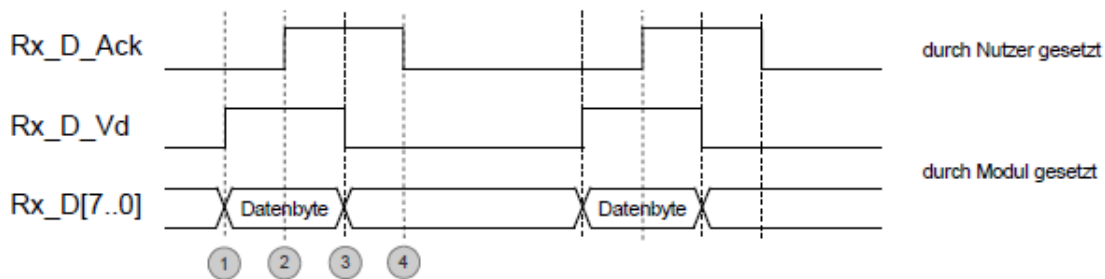 Rx_D_Ack
durch Nutzer gesetzt
Rx_D_Vd
durch Modul gesetzt
Rx_D[7..0]
Datenbyte
Datenbyte
1 2 3 4